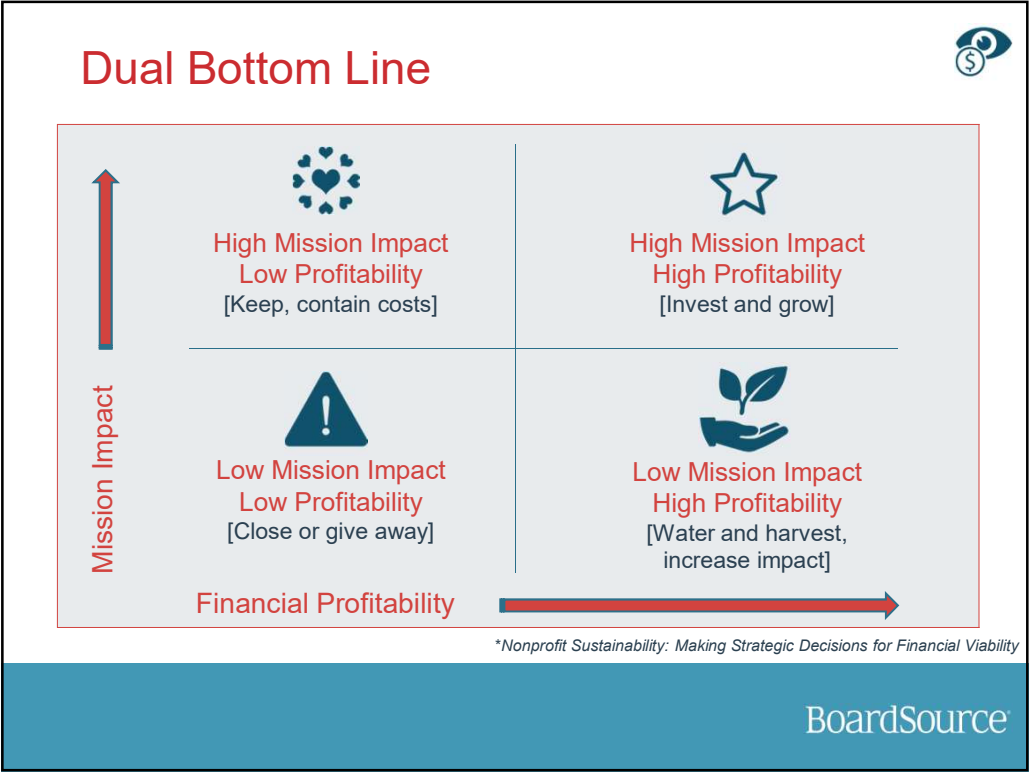 Dual Bottom Line
$
High Mission Impact
Low Profitability
[Keep, contain costs]
High Mission Impact
High Profitability
[Invest and grow]
Mission Impact
!
Low Mission Impact
Low Profitability
[Close or give away]
Low Mission Impact
High Profitability
[Water and harvest,
increase impact]
Financial Profitability
*Nonprofit Sustainability: Making Strategic Decisions for Financial Viability
BoardSource